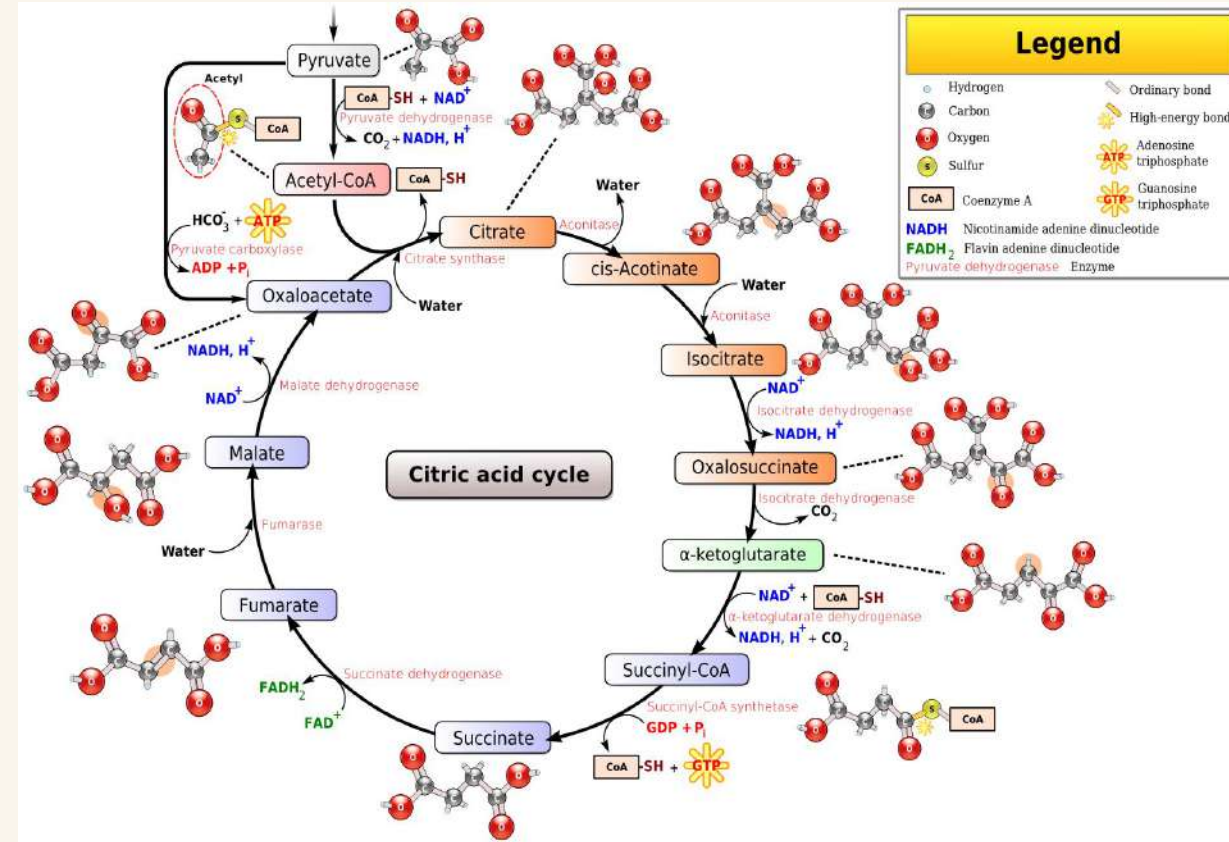 Legend
Hydrogen
Carbon
Oxygen
Sulfur
CoA Coenzyme A
NADH Nicotinamide adenine dinucleotide
FADH2 Flavin adenine dinucleotide
Pyruvate dehydrogenase Enzyme
Ordinary bond
High-energy bond
ATP Adenosine
triphosphate
GTP Guanosine
triphosphate
Pyruvate
Acetyl
S CoA
CoA-SH + NAD+
Pyruvate dehydrogenase
CO2 + NADH, H+
Acetyl-CoA
CoA-SH
HCO3- + ATP
Pyruvate carboxylase
ADP + Pi
Oxaloacetate
Citrate synthase
Water
Citrate
Aconitase
Water
cis-Acotinate
Water
Aconitase
Isocitrate
NAD+
Isocitrate dehydrogenase
NADH, H+
Oxalosuccinate
Isocitrate dehydrogenase
CO2
α-ketoglutarate
NAD+ + CoA-SH
α-ketoglutarate dehydrogenase
NADH, H+ + CO2
Succinyl-CoA
Succinyl-CoA synthetase
GDP + Pi
CoA-SH + GTP
S CoA
Succinate
Succinate dehydrogenase
FADH2
FAD+
Fumarate
Fumarase
Water
Malate
Malate dehydrogenase
NADH, H+
NAD+
Citric acid cycle